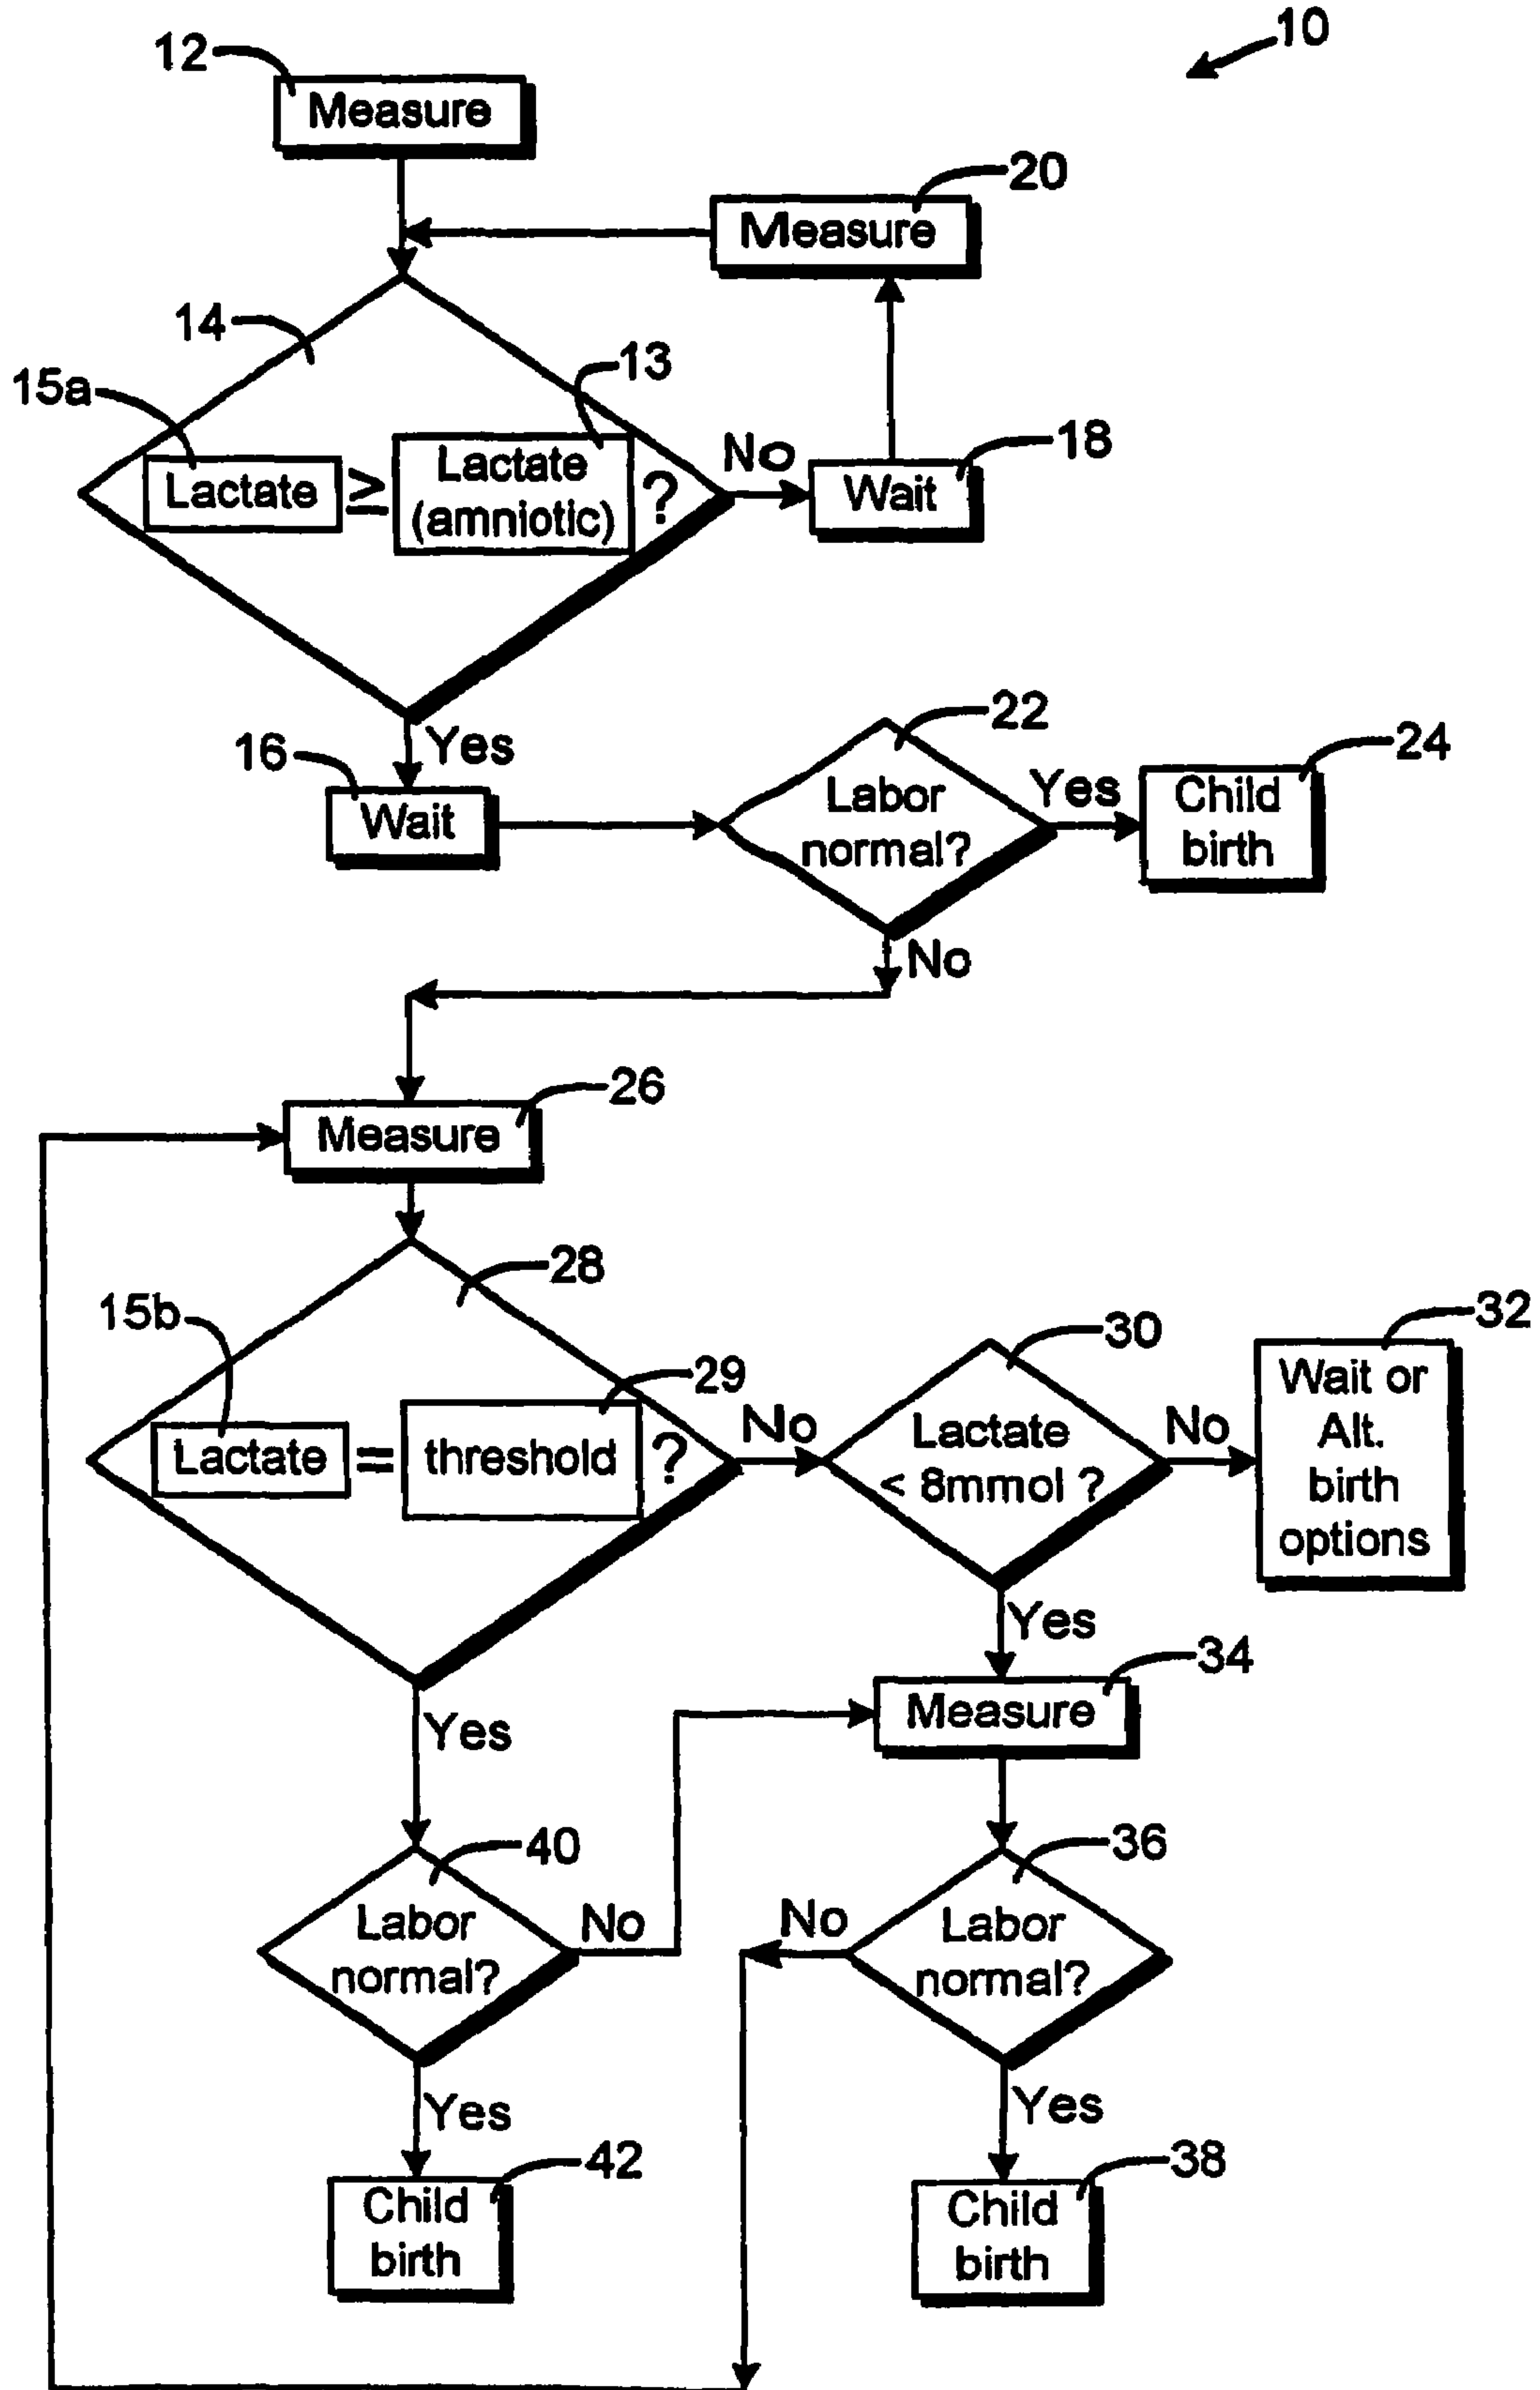 10
12
Measure
20
Measure
14
13
15a
Lactate
≥
Lactate
(amniotic)
?
No
18
Wait
Yes
16
Wait
22
Labor
normal?
Yes
24
Child
birth
No
26
Measure
28
15b
29
Lactate
=
threshold
?
No
30
Lactate
< 8mmol ?
No
32
Wait or
Alt.
birth
options
Yes
34
Measure
Yes
40
Labor
normal?
No
36
No
Labor
normal?
Yes
42
Child
birth
Yes
38
Child
birth